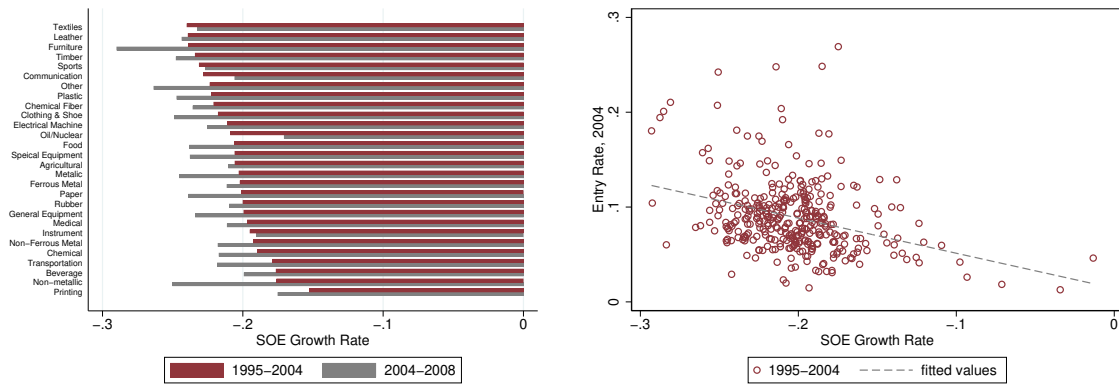 Textiles
Leather
Furniture
Timber
Sports
Communication
Other
Plastic
Chemical Fiber
Clothing & Shoe
Electrical Machine
Oil/Nuclear
Food
Speical Equipment
Agricultural
Metalic
Ferrous Metal
Paper
Rubber
General Equipment
Medical
Instrument
Non−Ferrous Metal
Chemical
Transportation
Beverage
Non−metallic
Printing
−.3 −.2 −.1 0
SOE Growth Rate
1995−2004 2004−2008
Entry Rate, 2004
.3
.2
.1
0
−.3 −.2 −.1 0
SOE Growth Rate
1995−2004 fitted values